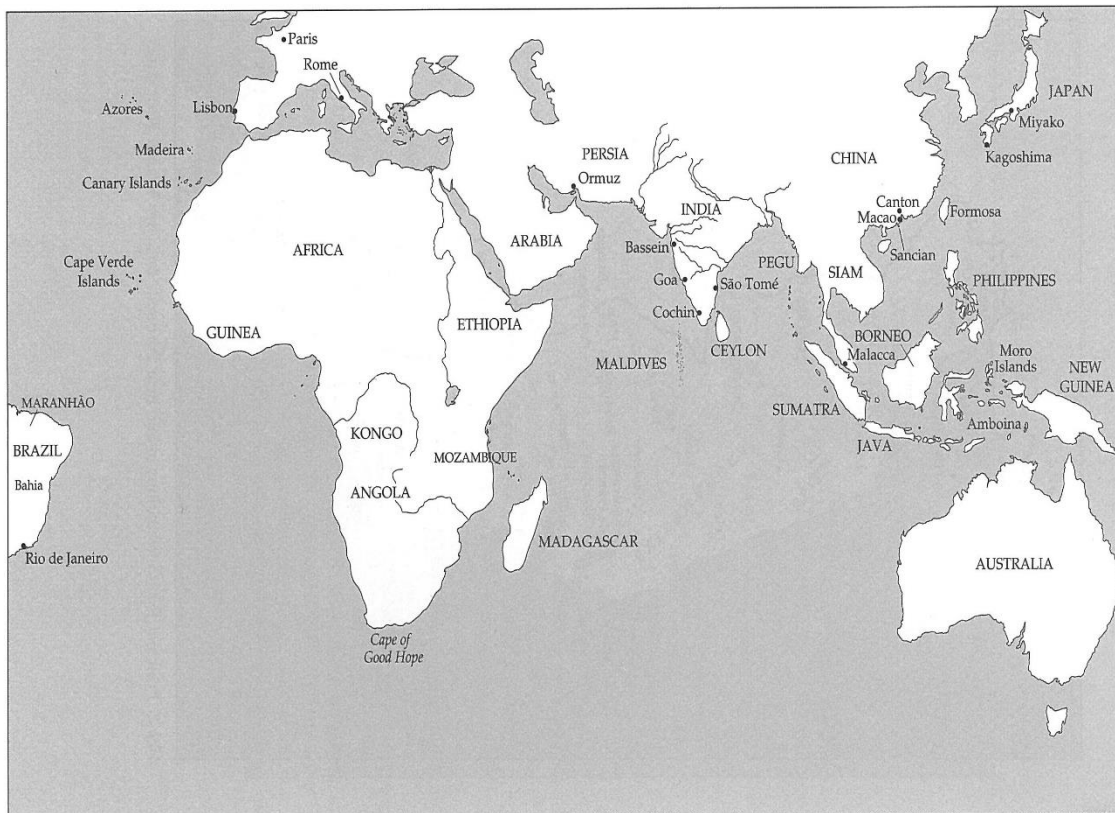 Paris
Rome
Azores
Lisbon
Madeira
Canary Islands
Cape Verde
Islands
AFRICA
GUINEA
ETHIOPIA
KONGO
ANGOLA
MOZAMBIQUE
MADAGASCAR
Cape of
Good Hope
MARANHÀO
BRAZIL
Bahia
Rio de Janeiro
PERSIA
Ormuz
ARABIA
INDIA
Bassein
Goa
São Tomé
Cochin
CEYLON
MALDIVES
PEGU
SIAM
CHINA
Canton
Macao
Sancian
Formosa
JAPAN
Miyako
Kagoshima
PHILIPPINES
BORNEO
Malacca
Moro
Islands
NEW
GUINEA
SUMATRA
JAVA
Amboina
AUSTRALIA